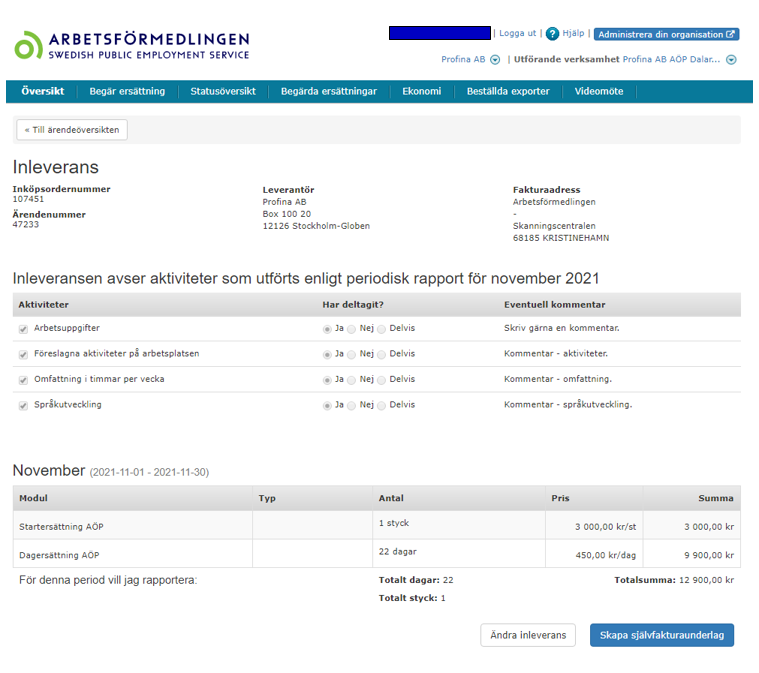 ARBETSFÖRMEDLINGEN
SWEDISH PUBLIC EMPLOYMENT SERVICE
| Logga ut | ? Hjälp | Administrera din organisation
Profina AB | Utförande verksamhet Profina AB AÖP Dalar...
Översikt Begär ersättning Statusöversikt Begärda ersättningar Ekonomi Beställda exporter Videomöte
« Till ärendeöversikten
Inleverans
Inköpsordernummer
107451
Ärendenummer
47233
Leverantör
Profina AB
Box 100 20
12126 Stockholm-Globen
Fakturaadress
Arbetsförmedlingen
-
Skanningscentralen
68185 KRISTINEHAMN
Inleveransen avser aktiviteter som utförts enligt periodisk rapport för november 2021
Aktiviteter Har deltagit? Eventuell kommentar
Arbetsuppgifter Ja Nej Delvis Skriv gärna en kommentar.
Föreslagna aktiviteter på arbetsplatsen Ja Nej Delvis Kommentar - aktiviteter.
Omfattning i timmar per vecka Ja Nej Delvis Kommentar - omfattning.
Språkutveckling Ja Nej Delvis Kommentar - språkutveckling.
November (2021-11-01 - 2021-11-30)
Modul Typ Antal Pris Summa
Startersättning AÖP 1 styck 3 000,00 kr/st 3 000,00 kr
Dagersättning AÖP 22 dagar 450,00 kr/dag 9 900,00 kr
För denna period vill jag rapportera: Totalt dagar: 22 Totalsumma: 12 900,00 kr
Totalt styck: 1
Ändra inleverans Skapa självfakturaunderlag